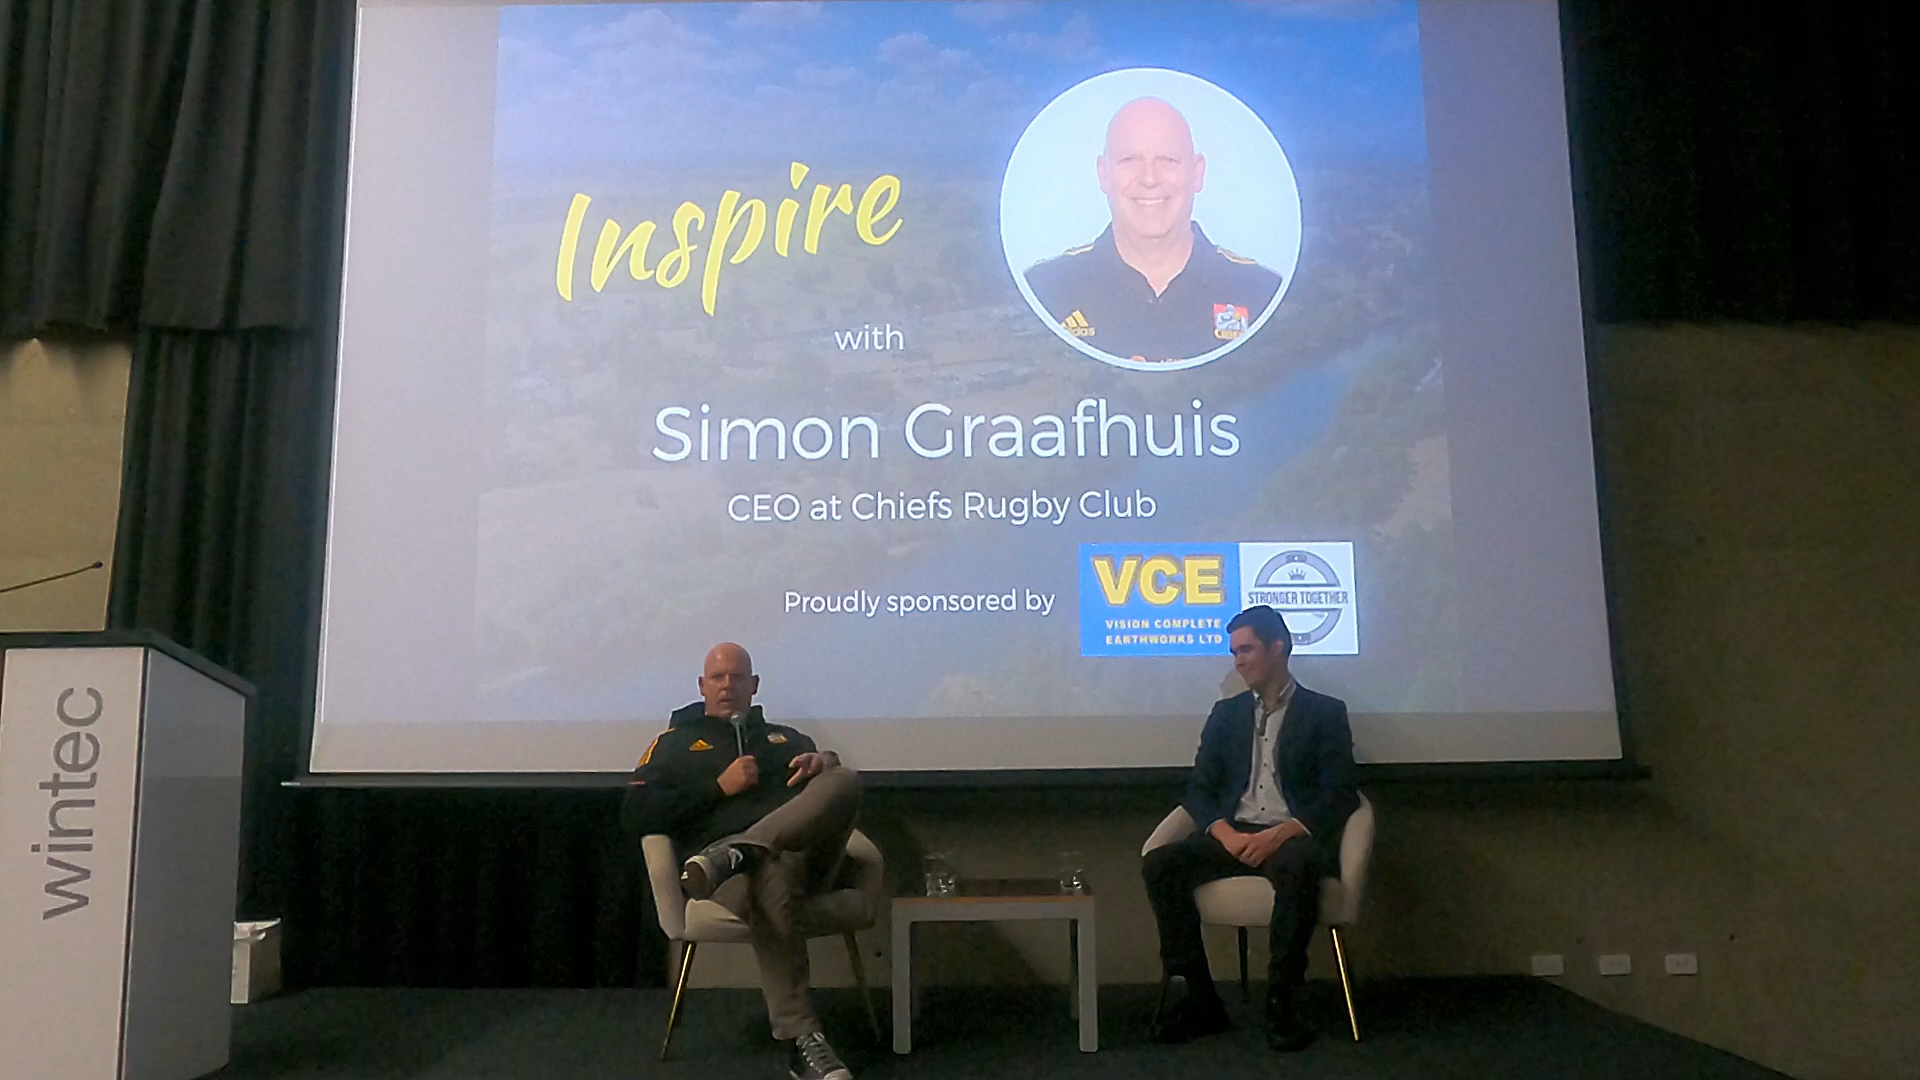 Inspire
with
Simon Graafhuis
CEO at Chiefs Rugby Club
Proudly sponsored by
VCE
VISION COMPLETE
EARTHWORKS LTD
STRONGER TOGETHER
wintec